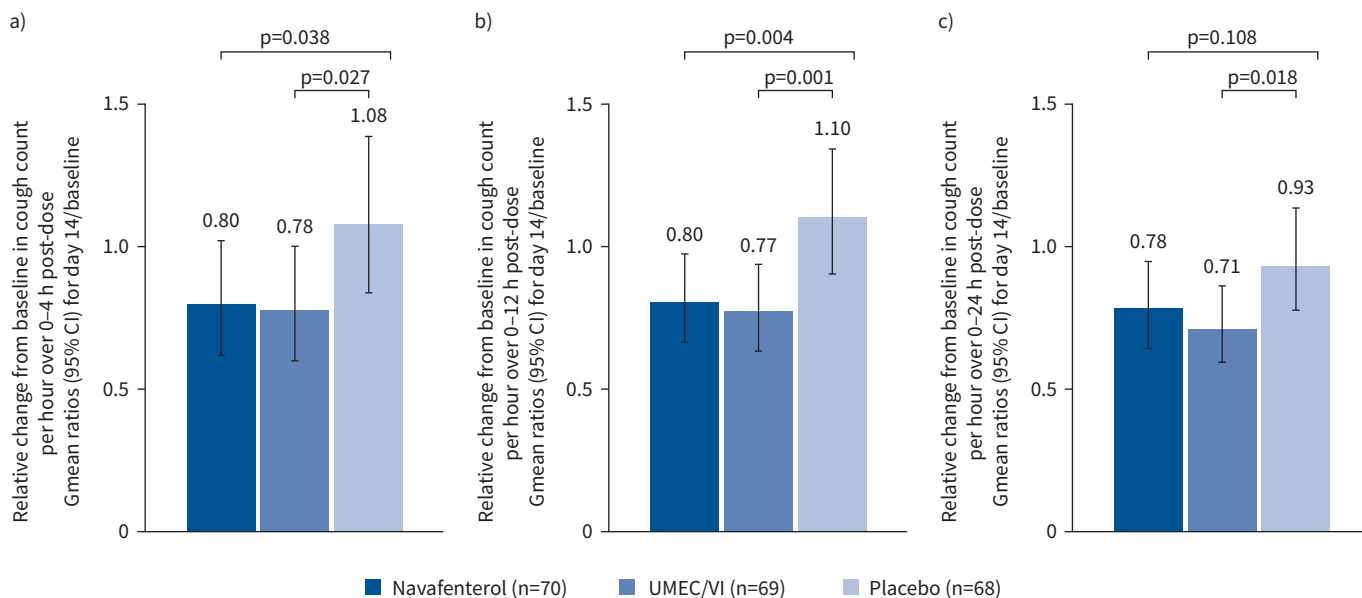 a)
p=0.038
p=0.027
Relative change from baseline in cough count
per hour over 0–4 h post-dose
Gmean ratios (95% CI) for day 14/baseline
1.5
1.0
0.5
0
0.80
0.78
1.08
b)
p=0.004
p=0.001
Relative change from baseline in cough count
per hour over 0–12 h post-dose
Gmean ratios (95% CI) for day 14/baseline
1.5
1.0
0.5
0
0.80
0.77
1.10
c)
p=0.108
p=0.018
Relative change from baseline in cough count
per hour over 0–24 h post-dose
Gmean ratios (95% CI) for day 14/baseline
1.5
1.0
0.5
0
0.78
0.71
0.93
Navafenterol (n=70)
UMEC/VI (n=69)
Placebo (n=68)